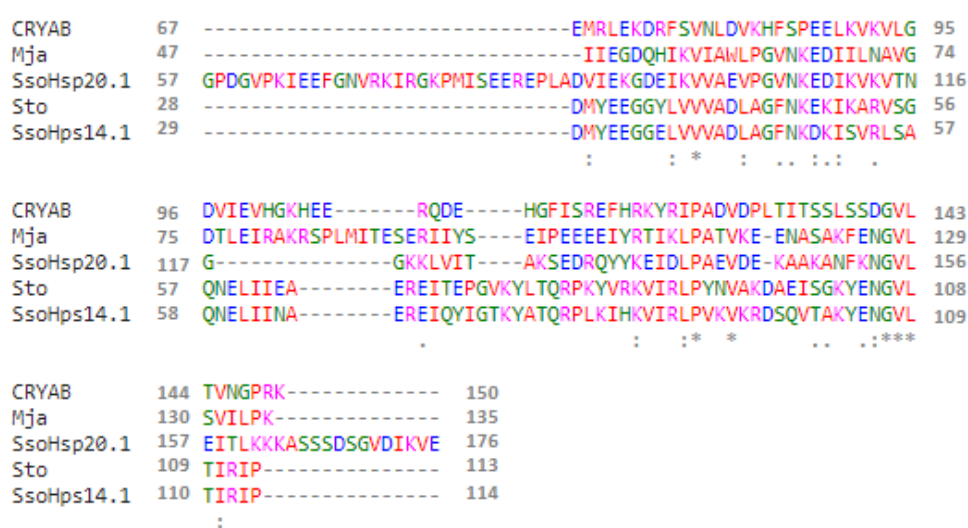 CRYAB 67 -------------------------------EMRLEKDRFSVNLDVKHFSPEELKVKVLG 95
Mja 47 -------------------------------IIEGDQHIKVIAWLPGVNKEDIILNAVG 74
SsoHsp20.1 57 GPDGVPKIEEFGNVRKIRGKPMISEEREPLADVIEKGDEIKVVAEVPGVNKEDIKVKVTN 116
Sto 28 -------------------------------DMYEEGGYLVVVADLAGFNKEKIKARVSG 56
SsoHps14.1 29 -------------------------------DMYEEGGELVVVADLAGFNKDKISVRLSA 57
: : * : .. :.: .
CRYAB 96 DVIEVHGKHEE-------RQDE-----HGFISREFHRKYRIPADVDPLTITSSLSSDGVL 143
Mja 75 DTLEIRAKRSPLMITESERIIYS----EIPEEEEIYRTIKLPATVKE-ENASAKFENGVL 129
SsoHsp20.1 117 G----------------GKKLVIT----AKSEDRQYYKEIDLPAEVDE-KAAKANFKNGVL 156
Sto 57 QNELIIEA--------EREITEPGVKYLTQRPKYVRKVIRLPYNVAKDAEISGKYENGVL 108
SsoHps14.1 58 QNELIINA--------EREIQYIGTKYATQRPLKIHKVIRLPVKVKRDSQVTAKYENGVL 109
. : :* * .. .:***
CRYAB 144 TVNGPRK------------- 150
Mja 130 SVILPK-------------- 135
SsoHsp20.1 157 EITLKKKASSSDSGVDIKVE 176
Sto 109 TIRIP--------------- 113
SsoHps14.1 110 TIRIP--------------- 114
: